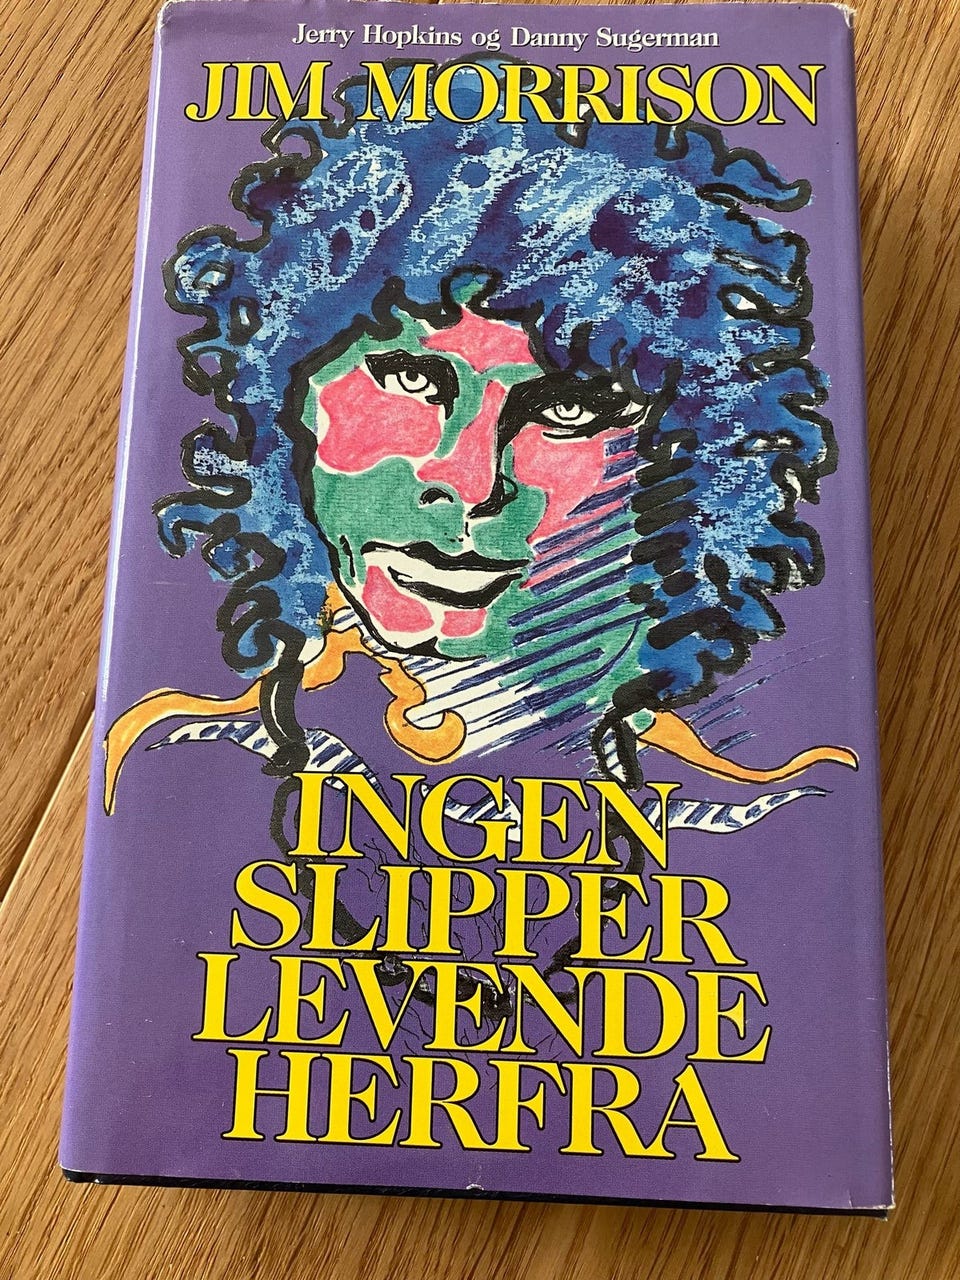 Jerry Hopkins og Danny Sugerman
JIM MORRISON
INGEN
SLIPPER
LEVENDE
HERFRA